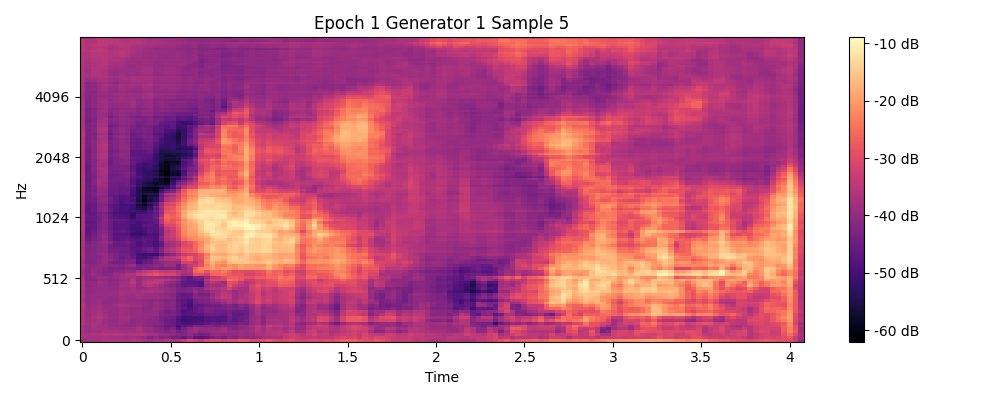 Epoch 1 Generator 1 Sample 5
Hz
4096
2048
1024
512
0
0
0.5
1
1.5
2
2.5
3
3.5
4
Time
-10 dB
-20 dB
-30 dB
-40 dB
-50 dB
-60 dB